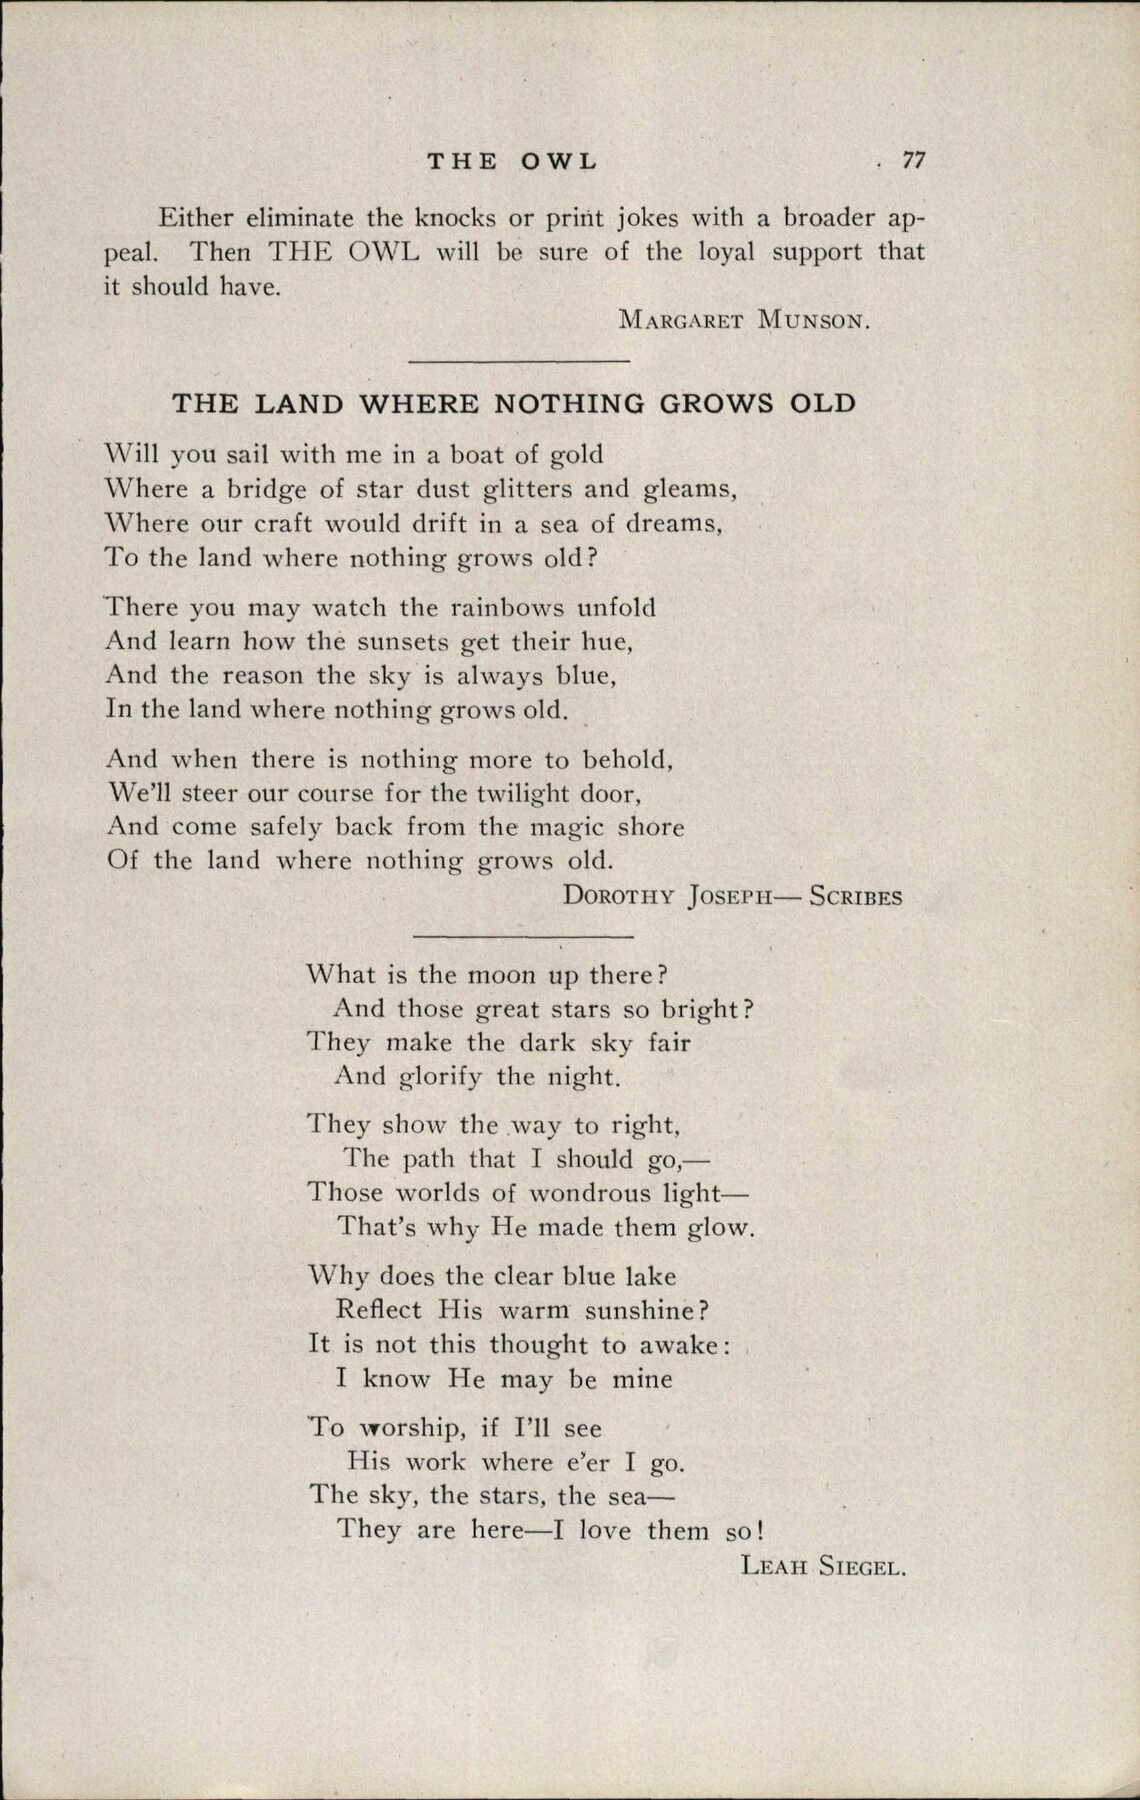 THE OWL 77
Either eliminate the knocks or print jokes with a broader ap-
peal. Then THE OWL will be sure of the loyal support that
it should have.
MARGARET MUNSON.
THE LAND WHERE NOTHING GROWS OLD
Will you sail with me in a boat of gold
Where a bridge of star dust glitters and gleams,
Where our craft would drift in a sea of dreams,
To the land where nothing grows old?
There you may watch the rainbows unfold
And learn how the sunsets get their hue,
And the reason the sky is always blue,
In the land where nothing grows old.
And when there is nothing more to behold,
We'll steer our course for the twilight door,
And come safely back from the magic shore
Of the land where nothing grows old.
DOROTHY JOSEPH— SCRIBES
What is the moon up there?
And those great stars so bright?
They make the dark sky fair
And glorify the night.
They show the way to right,
The path that I should go,—
Those worlds of wondrous light—
That's why He made them glow.
Why does the clear blue lake
Reflect His warm sunshine?
It is not this thought to awake:
I know He may be mine
To worship, if I'll see
His work where e'er I go.
The sky, the stars, the sea—
They are here—I love them so!
LEAH SIEGEL.